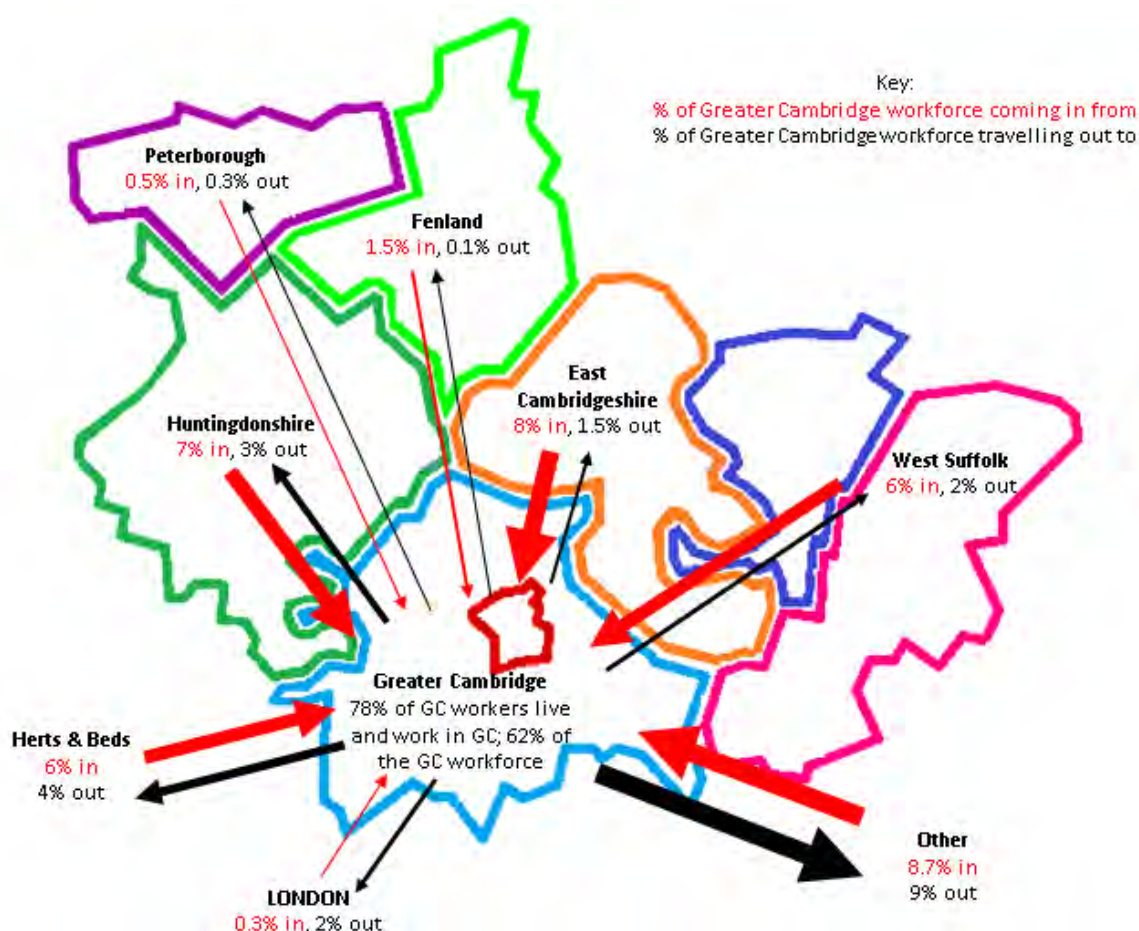 Key:
% of Greater Cambridge workforce coming in from
% of Greater Cambridge workforce travelling out to
Peterborough
0.5% in, 0.3% out
Fenland
1.5% in, 0.1% out
East
Cambridgeshire
8% in, 1.5% out
Huntingdonshire
7% in, 3% out
West Suffolk
6% in, 2% out
Greater Cambridge
78% of GC workers live
and work in GC; 62% of
the GC workforce
Herts & Beds
6% in
4% out
Other
8.7% in
9% out
LONDON
0.3% in, 2% out